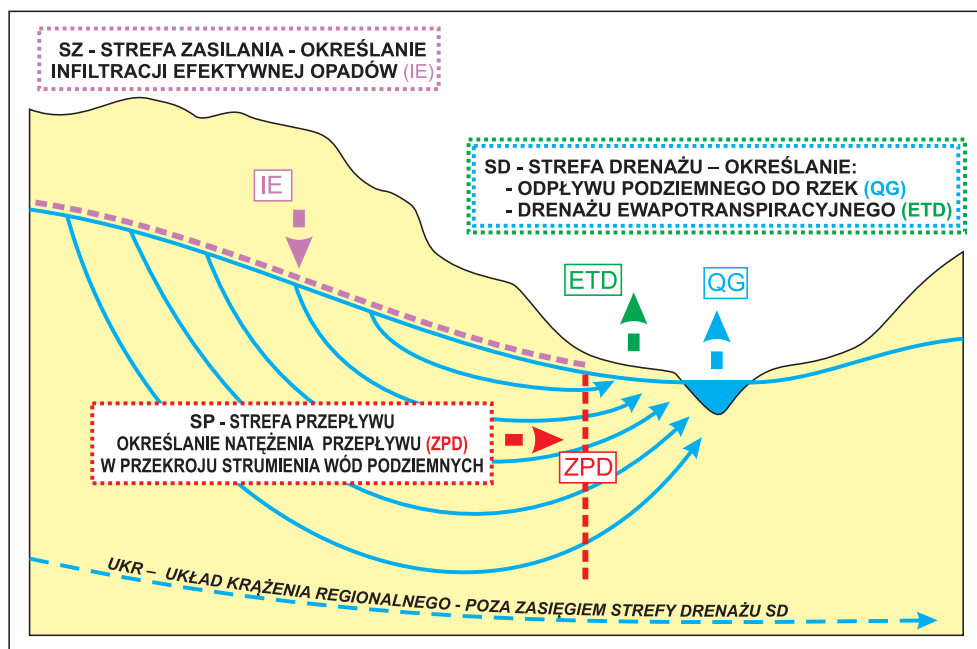 SZ - STREFA ZASILANIA - OKREŚLANIE
INFILTRACJI EFEKTYWNEJ OPADÓW (IE)
SD - STREFA DRENAŻU – OKREŚLANIE:
- ODPŁYWU PODZIEMNEGO DO RZEK (QG)
- DRENAŻU EWAPOTRANSPIRACYJNEGO (ETD)
IE
ETD
QG
SP - STREFA PRZEPŁYWU
OKREŚLANIE NATĘŻENIA PRZEPŁYWU (ZPD)
W PRZEKROJU STRUMIENIA WÓD PODZIEMNYCH
ZPD
UKR – UKŁAD KRĄŻENIA REGIONALNEGO - POZA ZASIĘGIEM STREFY DRENAŻU SD